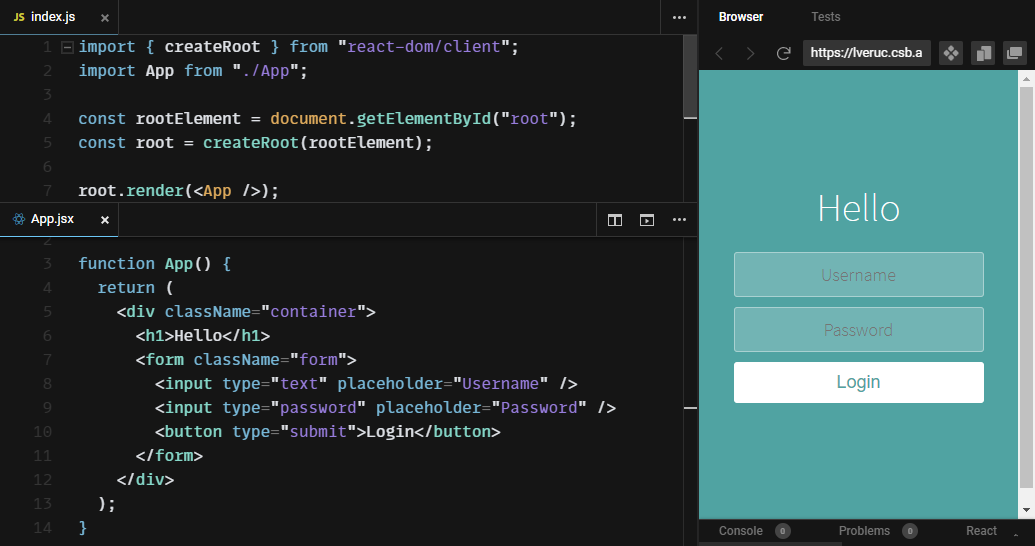 JS index.js × ···
1 import { createRoot } from "react-dom/client";
2 import App from "./App";
3
4 const rootElement = document.getElementById("root");
5 const root = createRoot(rootElement);
6
7 root.render(<App />);
App.jsx × ···
2
3 function App() {
4 return (
5 <div className="container">
6 <h1>Hello</h1>
7 <form className="form">
8 <input type="text" placeholder="Username" />
9 <input type="password" placeholder="Password" />
10 <button type="submit">Login</button>
11 </form>
12 </div>
13 );
14 }
Browser Tests
https://lveruc.csb.a
Hello
Username
Password
Login
Console 0 Problems 0 React